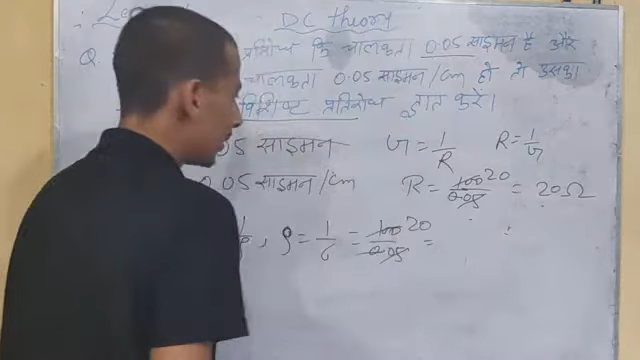 DC theory
Q प्रतिरोध कि चालकता 0.05 साइमन है और
चालकता 0.05 साइमन/cm हो तो उसका
विशिष्ट प्रतिरोध ज्ञात करें।
05 साइमन G = 1/R R = 1/G
0.05 साइमन/cm R = 100/0.05 20 = 20Ω
, ρ = 1/σ = 100/0.05 20 =